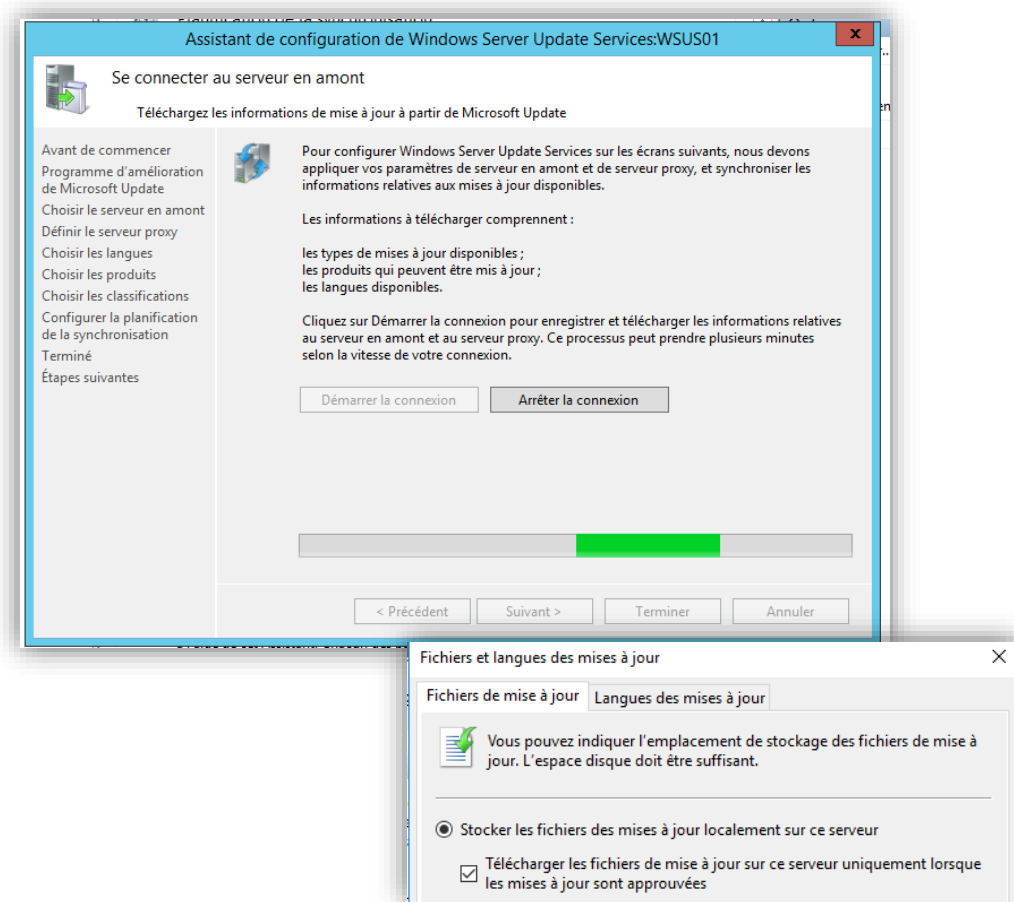 Assistant de configuration de Windows Server Update Services:WSUS01
x
Se connecter au serveur en amont
Téléchargez les informations de mise à jour à partir de Microsoft Update
Avant de commencer
Programme d'amélioration
de Microsoft Update
Choisir le serveur en amont
Définir le serveur proxy
Choisir les langues
Choisir les produits
Choisir les classifications
Configurer la planification
de la synchronisation
Terminé
Étapes suivantes
Pour configurer Windows Server Update Services sur les écrans suivants, nous devons
appliquer vos paramètres de serveur en amont et de serveur proxy, et synchroniser les
informations relatives aux mises à jour disponibles.
Les informations à télécharger comprennent :
les types de mises à jour disponibles ;
les produits qui peuvent être mis à jour ;
les langues disponibles.
Cliquez sur Démarrer la connexion pour enregistrer et télécharger les informations relatives
au serveur en amont et au serveur proxy. Ce processus peut prendre plusieurs minutes
selon la vitesse de votre connexion.
Démarrer la connexion
Arrêter la connexion
< Précédent
Suivant >
Terminer
Annuler
Fichiers et langues des mises à jour
Fichiers de mise à jour
Langues des mises à jour
Vous pouvez indiquer l'emplacement de stockage des fichiers de mise à
jour. L'espace disque doit être suffisant.
Stocker les fichiers des mises à jour localement sur ce serveur
Télécharger les fichiers de mise à jour sur ce serveur uniquement lorsque
les mises à jour sont approuvées